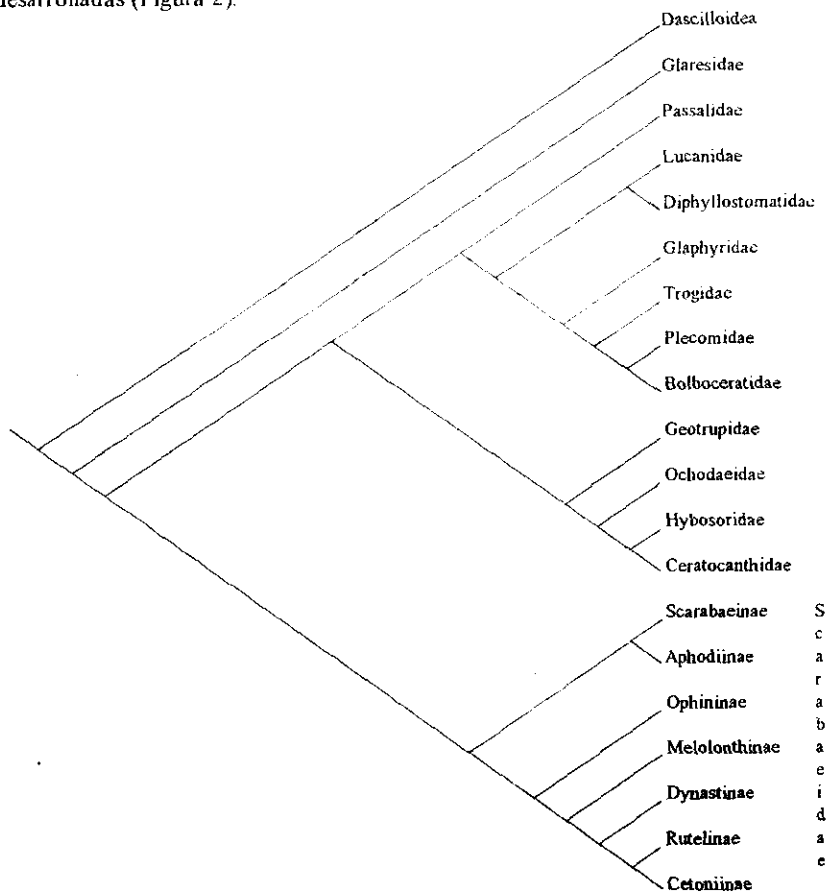 (Figura 2).
Dascilloidea
Glaresidae
Passalidae
Lucanidae
Diphyllostomatidae
Glaphyridae
Trogidae
Plecomidae
Bolboceratidae
Geotrupidae
Ochodaeidae
Hybosoridae
Ceratocanthidae
Scarabaeinae
Aphodiinae
Ophininae
Melolonthinae
Dynastinae
Rutelinae
Cetoniinae
Scarabaeidae